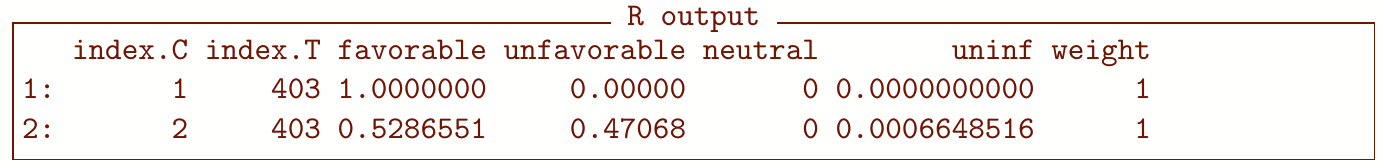 R output
index.C index.T favorable unfavorable neutral uninf weight
1: 1 403 1.0000000 0.00000 0 0.0000000000 1
2: 2 403 0.5286551 0.47068 0 0.0006648516 1